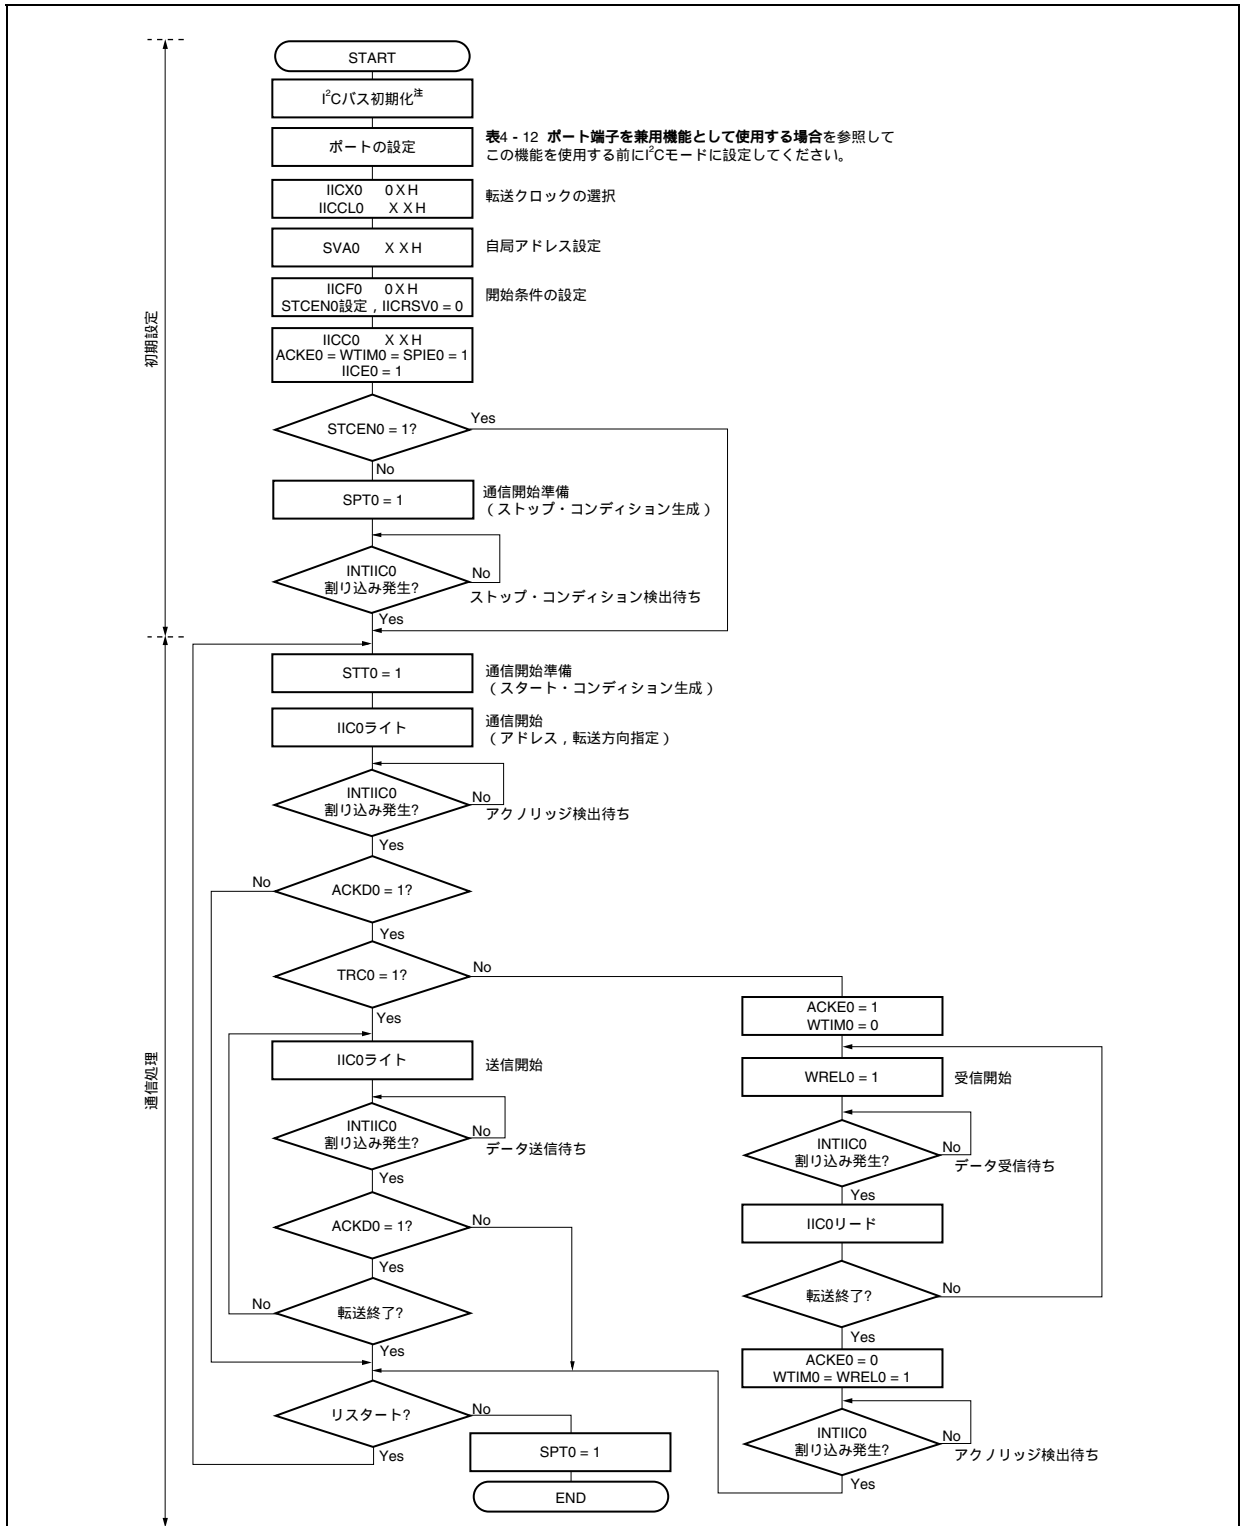 START
I²Cバス初期化注
ポートの設定
表4 - 12 ポート端子を兼用機能として使用する場合を参照して
この機能を使用する前にI²Cモードに設定してください。
IICX0 0XH
IICCL0 XXH
転送クロックの選択
SVA0 XXH
自局アドレス設定
IICF0 0XH
STCEN0設定，IICRSV0 = 0
開始条件の設定
IICC0 XXH
ACKE0 = WTIM0 = SPIE0 = 1
IICE0 = 1
初期設定
STCEN0 = 1?
Yes
No
SPT0 = 1
通信開始準備
（ストップ・コンディション生成）
INTIIC0
割り込み発生?
No
ストップ・コンディション検出待ち
Yes
STT0 = 1
通信開始準備
（スタート・コンディション生成）
IIC0ライト
通信開始
（アドレス，転送方向指定）
INTIIC0
割り込み発生?
No
アクノリッジ検出待ち
Yes
ACKD0 = 1?
No
Yes
TRC0 = 1?
No
Yes
通信処理
IIC0ライト
送信開始
INTIIC0
割り込み発生?
No
データ送信待ち
Yes
ACKD0 = 1?
No
Yes
転送終了?
No
Yes
ACKE0 = 1
WTIM0 = 0
WREL0 = 1
受信開始
INTIIC0
割り込み発生?
No
データ受信待ち
Yes
IIC0リード
転送終了?
No
Yes
ACKE0 = 0
WTIM0 = WREL0 = 1
INTIIC0
割り込み発生?
No
アクノリッジ検出待ち
Yes
リスタート?
No
Yes
SPT0 = 1
END